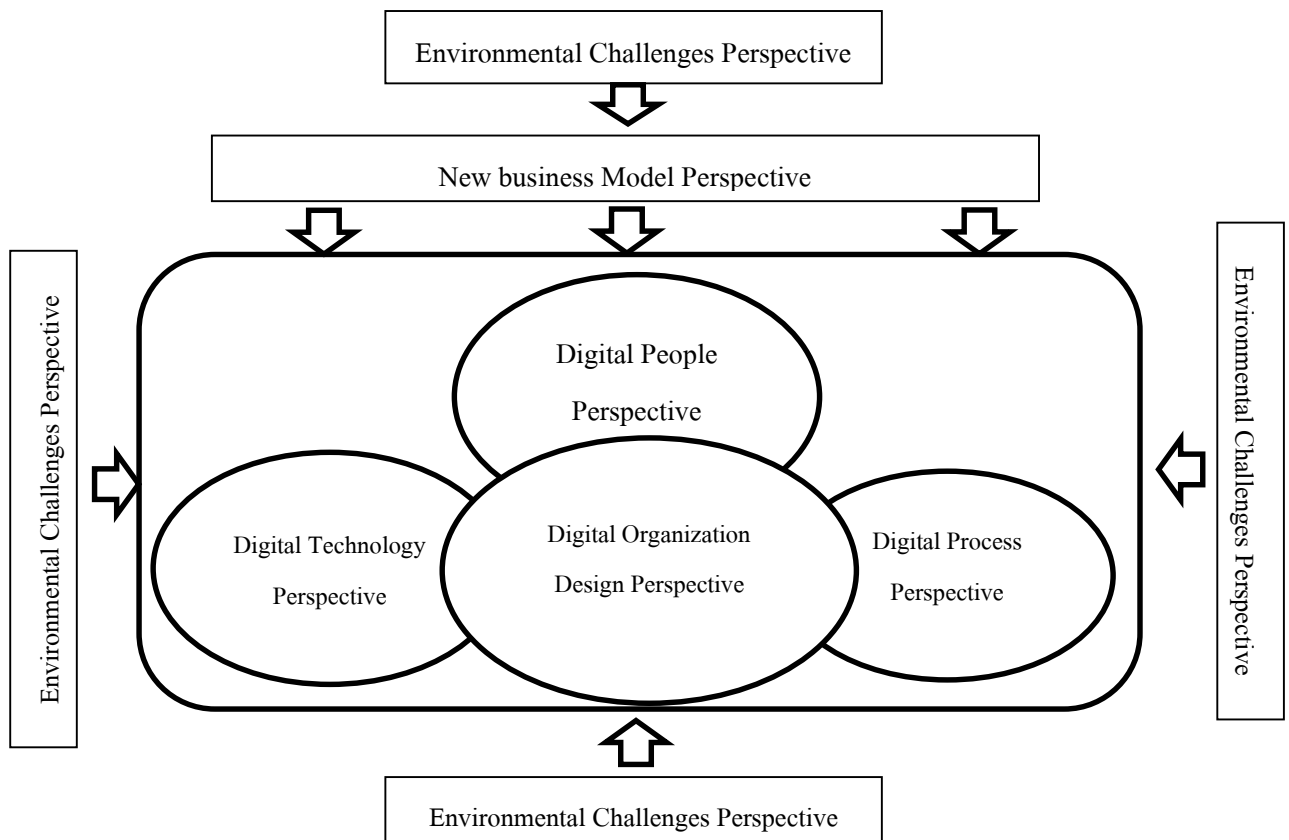 Environmental Challenges Perspective
New business Model Perspective
Environmental Challenges Perspective
Environmental Challenges Perspective
Digital People
Perspective
Digital Technology
Perspective
Digital Organization
Design Perspective
Digital Process
Perspective
Environmental Challenges Perspective